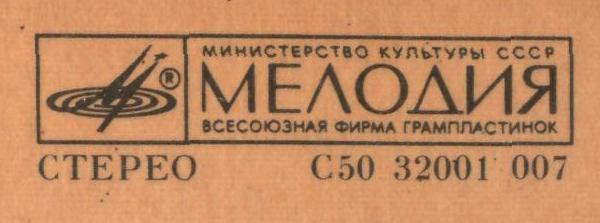 МИНИСТЕРСТВО КУЛЬТУРЫ СССР
® МЕЛОДИЯ
ВСЕСОЮЗНАЯ ФИРМА ГРАМПЛАСТИНОК
СТЕРЕО С50 32001 007